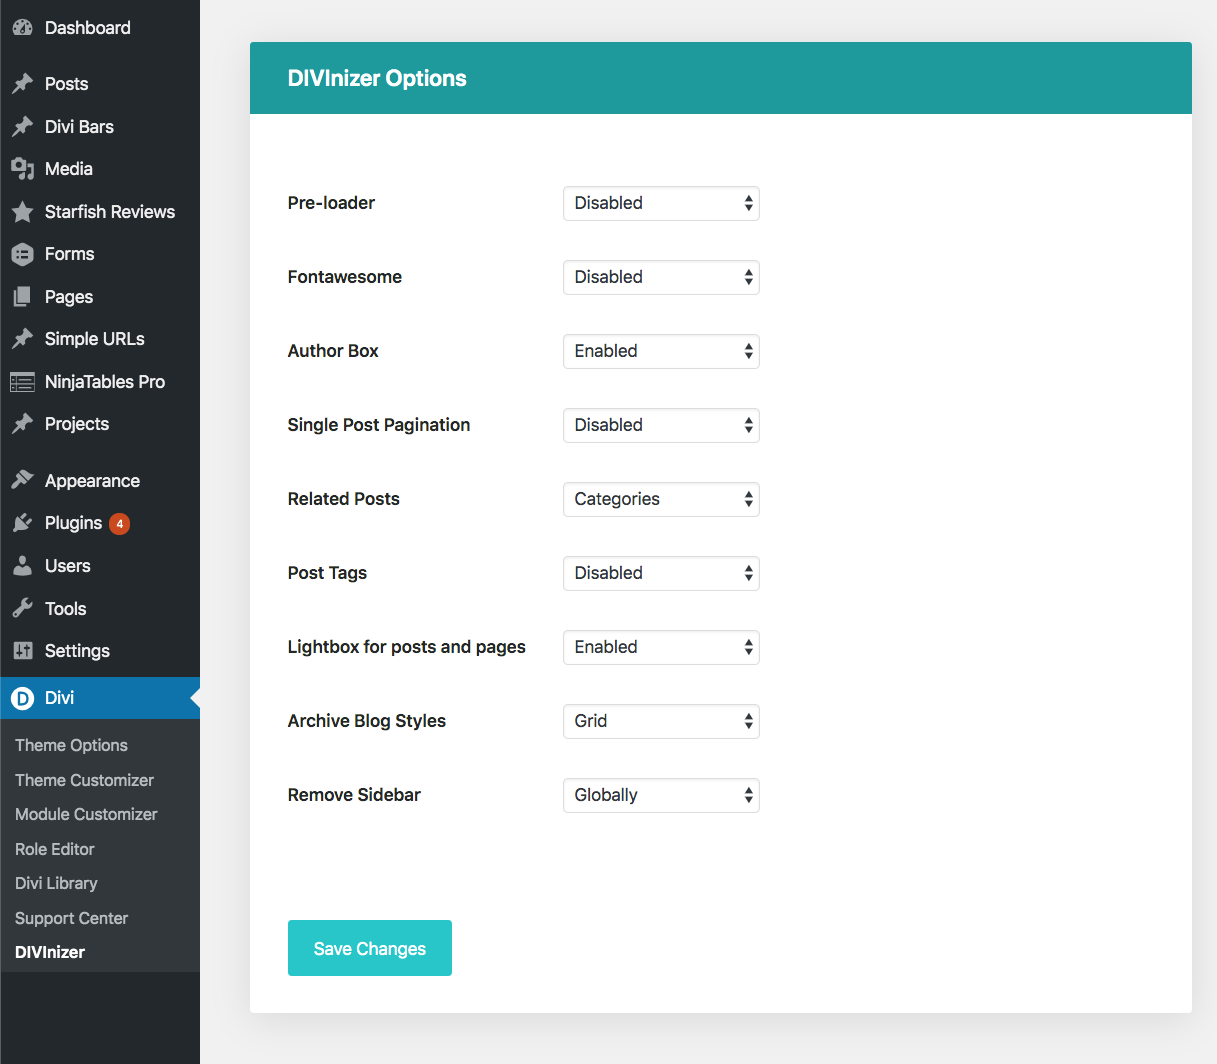 Dashboard
Posts
Divi Bars
Media
Starfish Reviews
Forms
Pages
Simple URLs
NinjaTables Pro
Projects
Appearance
Plugins 4
Users
Tools
Settings
D Divi
Theme Options
Theme Customizer
Module Customizer
Role Editor
Divi Library
Support Center
DIVInizer
DIVInizer Options
Pre-loader Disabled
Fontawesome Disabled
Author Box Enabled
Single Post Pagination Disabled
Related Posts Categories
Post Tags Disabled
Lightbox for posts and pages Enabled
Archive Blog Styles Grid
Remove Sidebar Globally
Save Changes